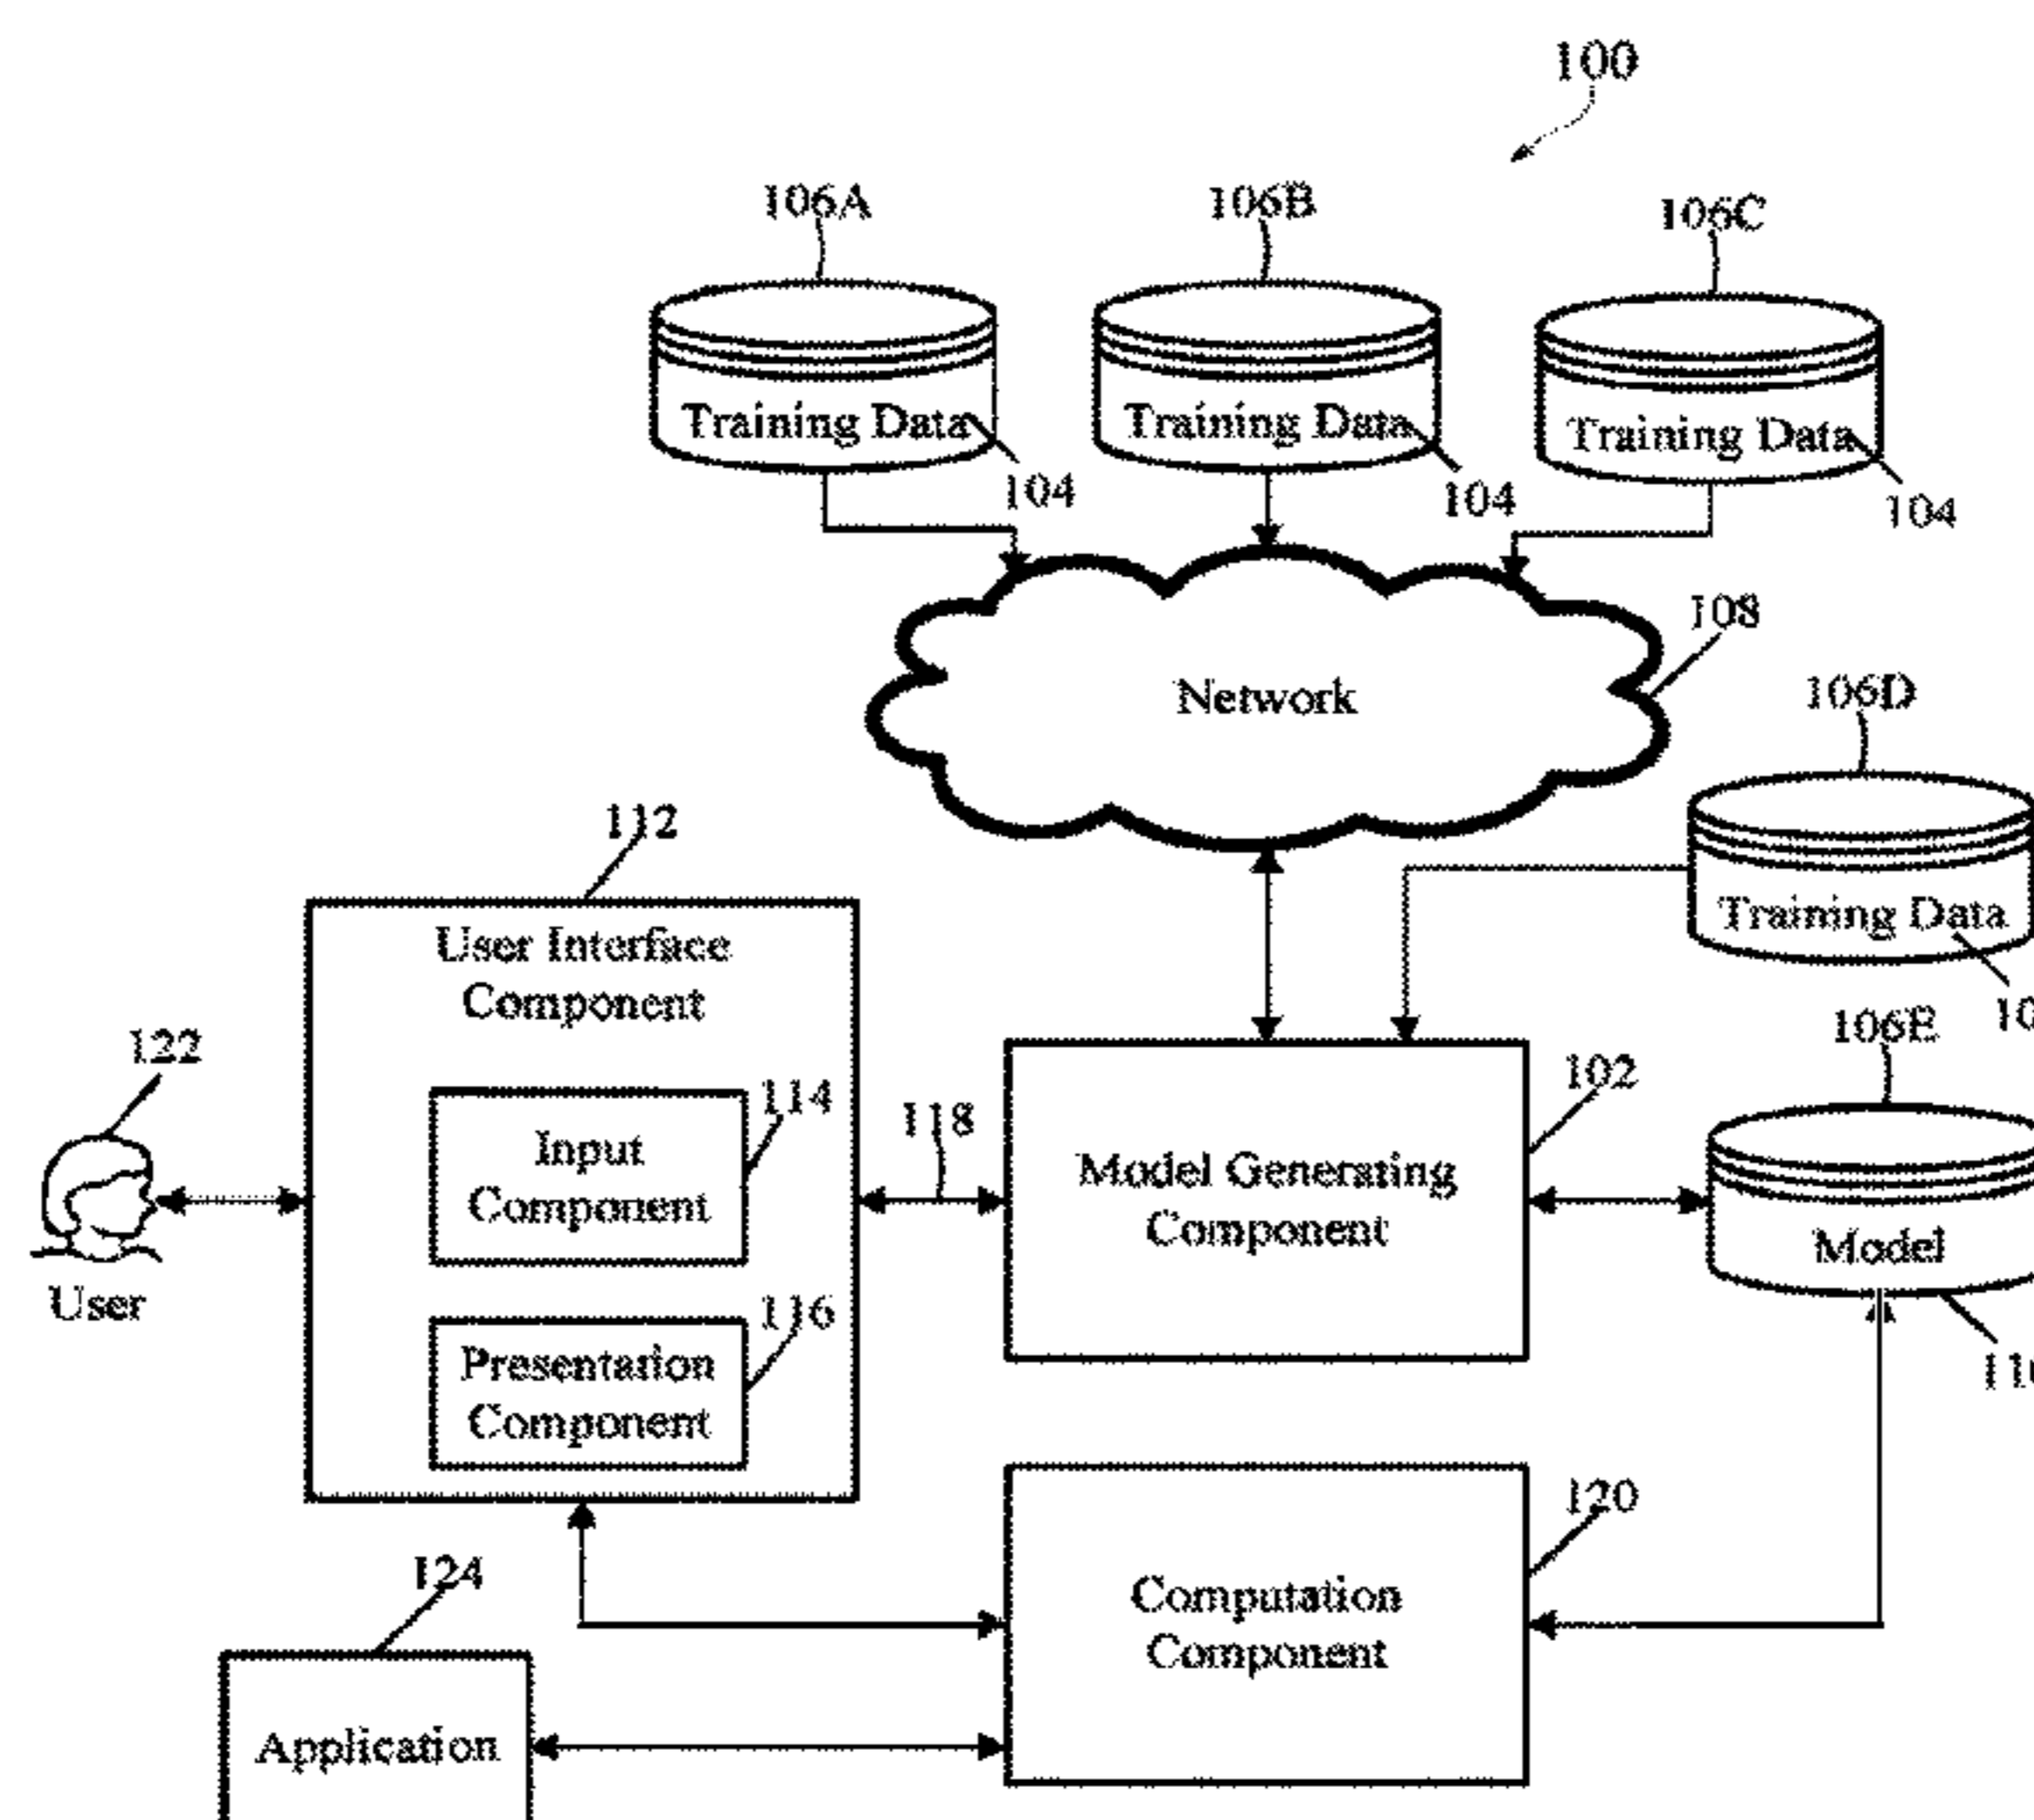 100
106A
106B
106C
Training Data
Training Data
Training Data
104
104
104
108
Network
106D
Training Data
112
User Interface
Component
106E
122
102
114
118
Input
Component
Model Generating
Component
Model
User
116
Presentation
Component
120
124
Computation
Component
Application